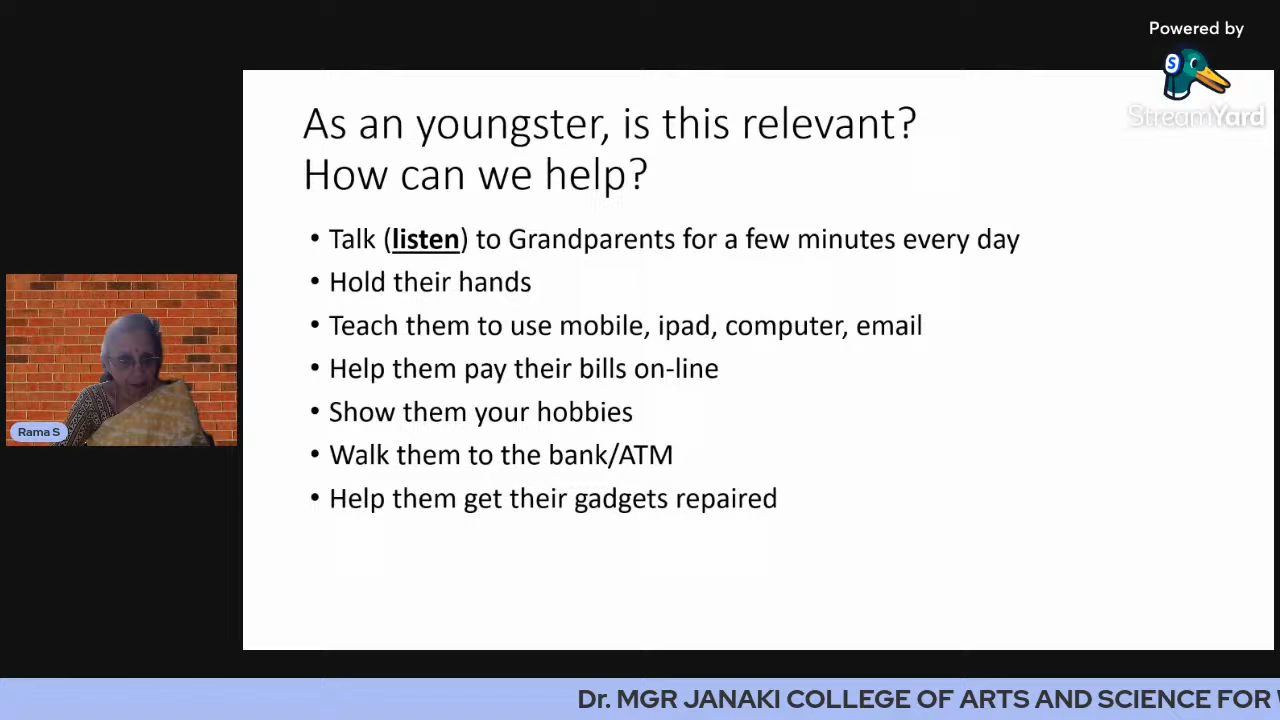 Powered by
StreamYard
As an youngster, is this relevant?
How can we help?
• Talk (listen) to Grandparents for a few minutes every day
• Hold their hands
• Teach them to use mobile, ipad, computer, email
• Help them pay their bills on-line
• Show them your hobbies
• Walk them to the bank/ATM
• Help them get their gadgets repaired
Rama S
Dr. MGR JANAKI COLLEGE OF ARTS AND SCIENCE FOR